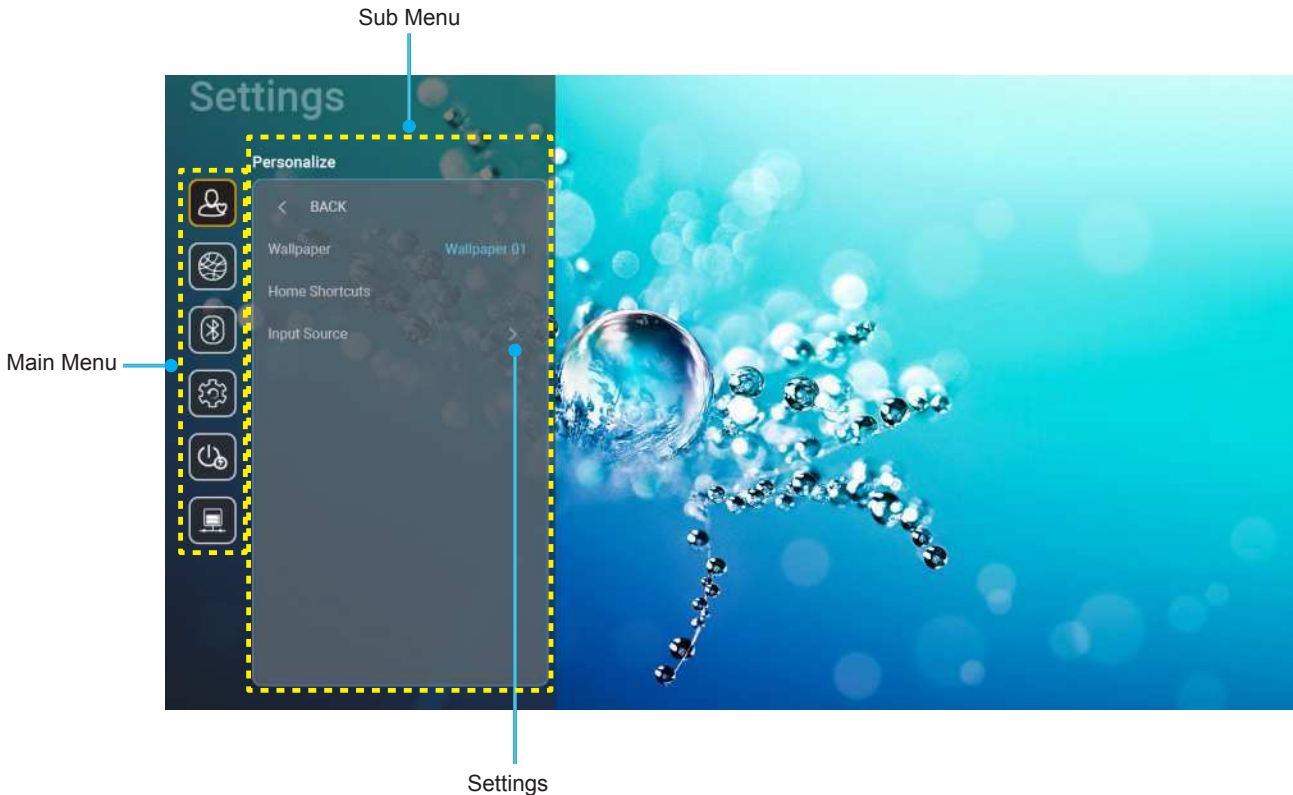 Sub Menu
Settings
Personalize
BACK
Wallpaper Wallpaper 01
Home Shortcuts
Input Source
Main Menu
Settings